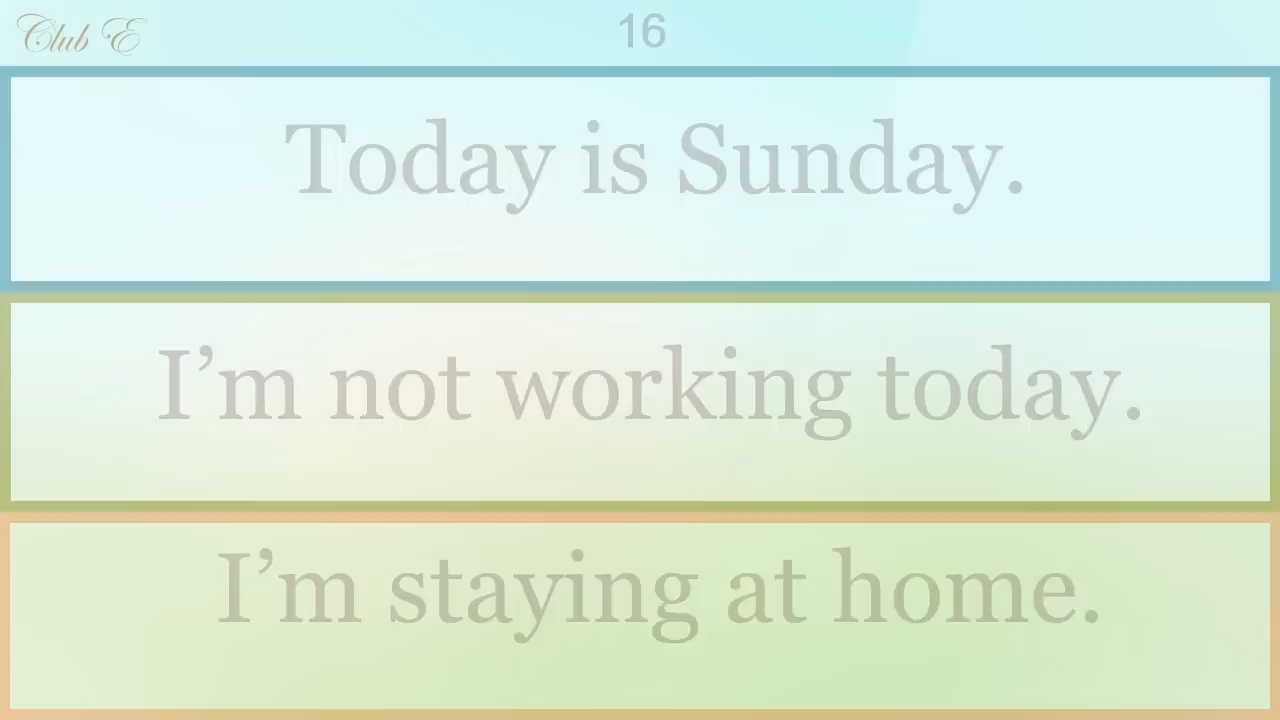 Club E
16
Today is Sunday.
I’m not working today.
I’m staying at home.